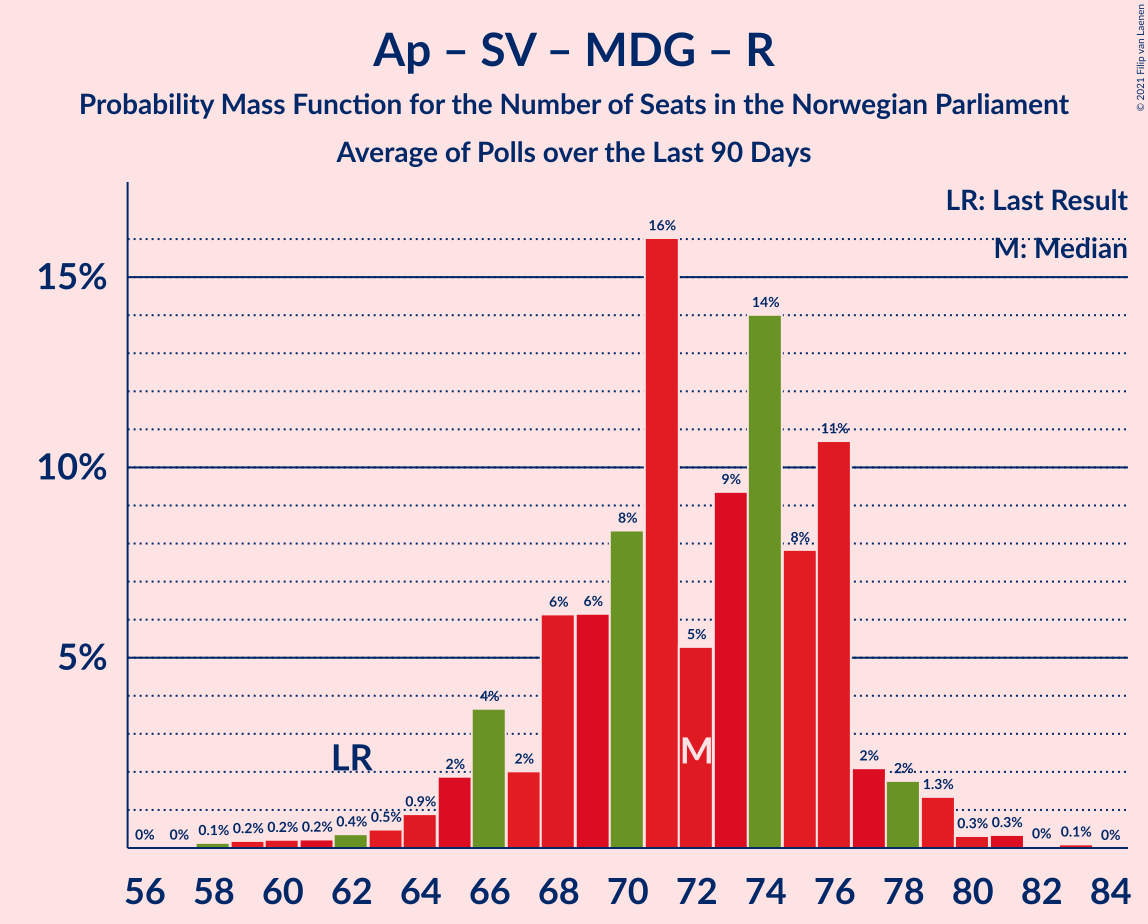 Ap – SV – MDG – R
Probability Mass Function for the Number of Seats in the Norwegian Parliament
Average of Polls over the Last 90 Days
© 2021 Filip van Laenen
LR: Last Result
M: Median
15%
10%
5%
0% 0% 0.1% 0.2% 0.2% 0.2% 0.4% 0.5% 0.9% 2% 4% 2% 6% 6% 8% 16% 5% 9% 14% 8% 11% 2% 2% 1.3% 0.3% 0.3% 0% 0.1% 0%
LR
M
56 58 60 62 64 66 68 70 72 74 76 78 80 82 84